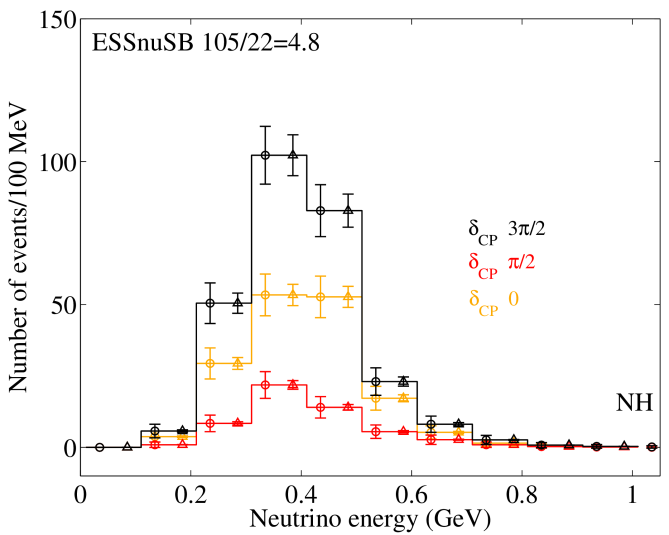 150
ESSnuSB 105/22=4.8
100
δCP 3π/2
δCP π/2
δCP 0
50
NH
0
0 0.2 0.4 0.6 0.8 1
Neutrino energy (GeV)
Number of events/100 MeV